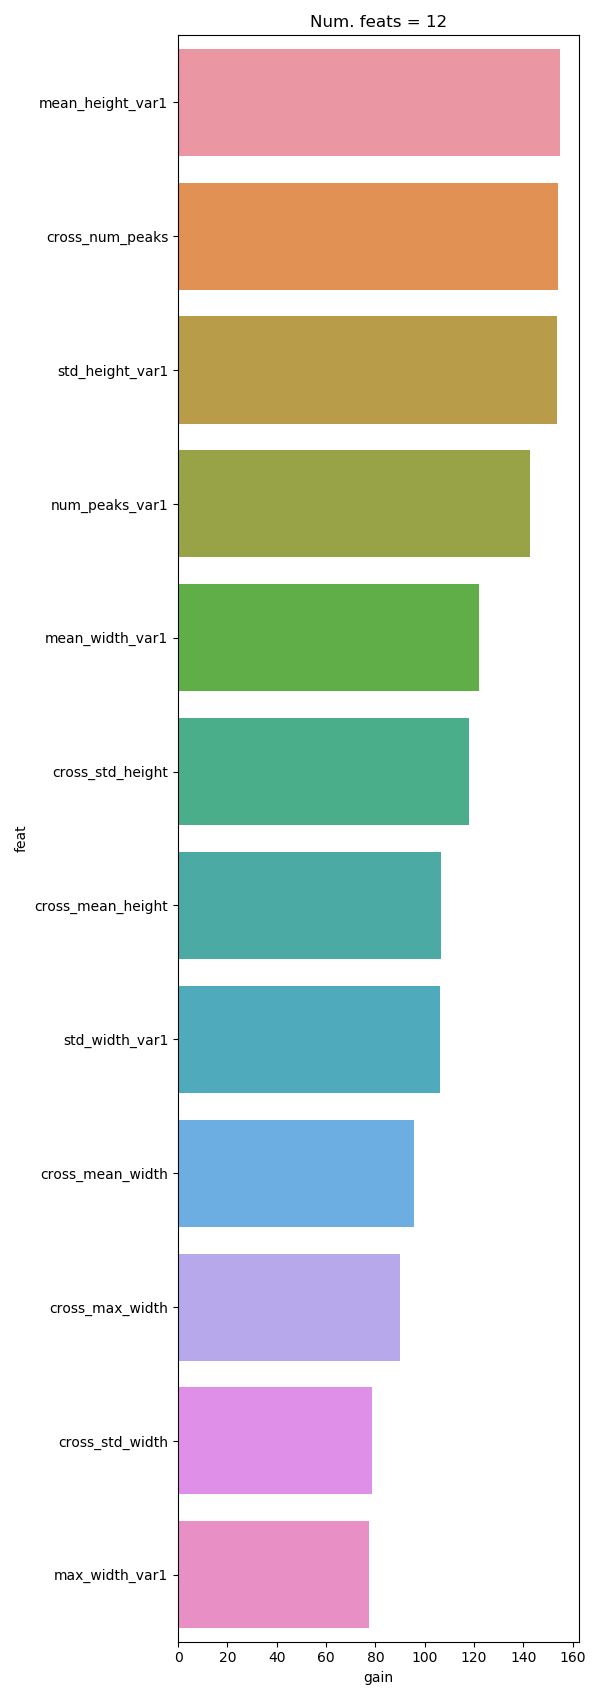 Num. feats = 12
mean_height_var1
cross_num_peaks
std_height_var1
num_peaks_var1
mean_width_var1
cross_std_height
feat
cross_mean_height
std_width_var1
cross_mean_width
cross_max_width
cross_std_width
max_width_var1
0 20 40 60 80 100 120 140 160
gain